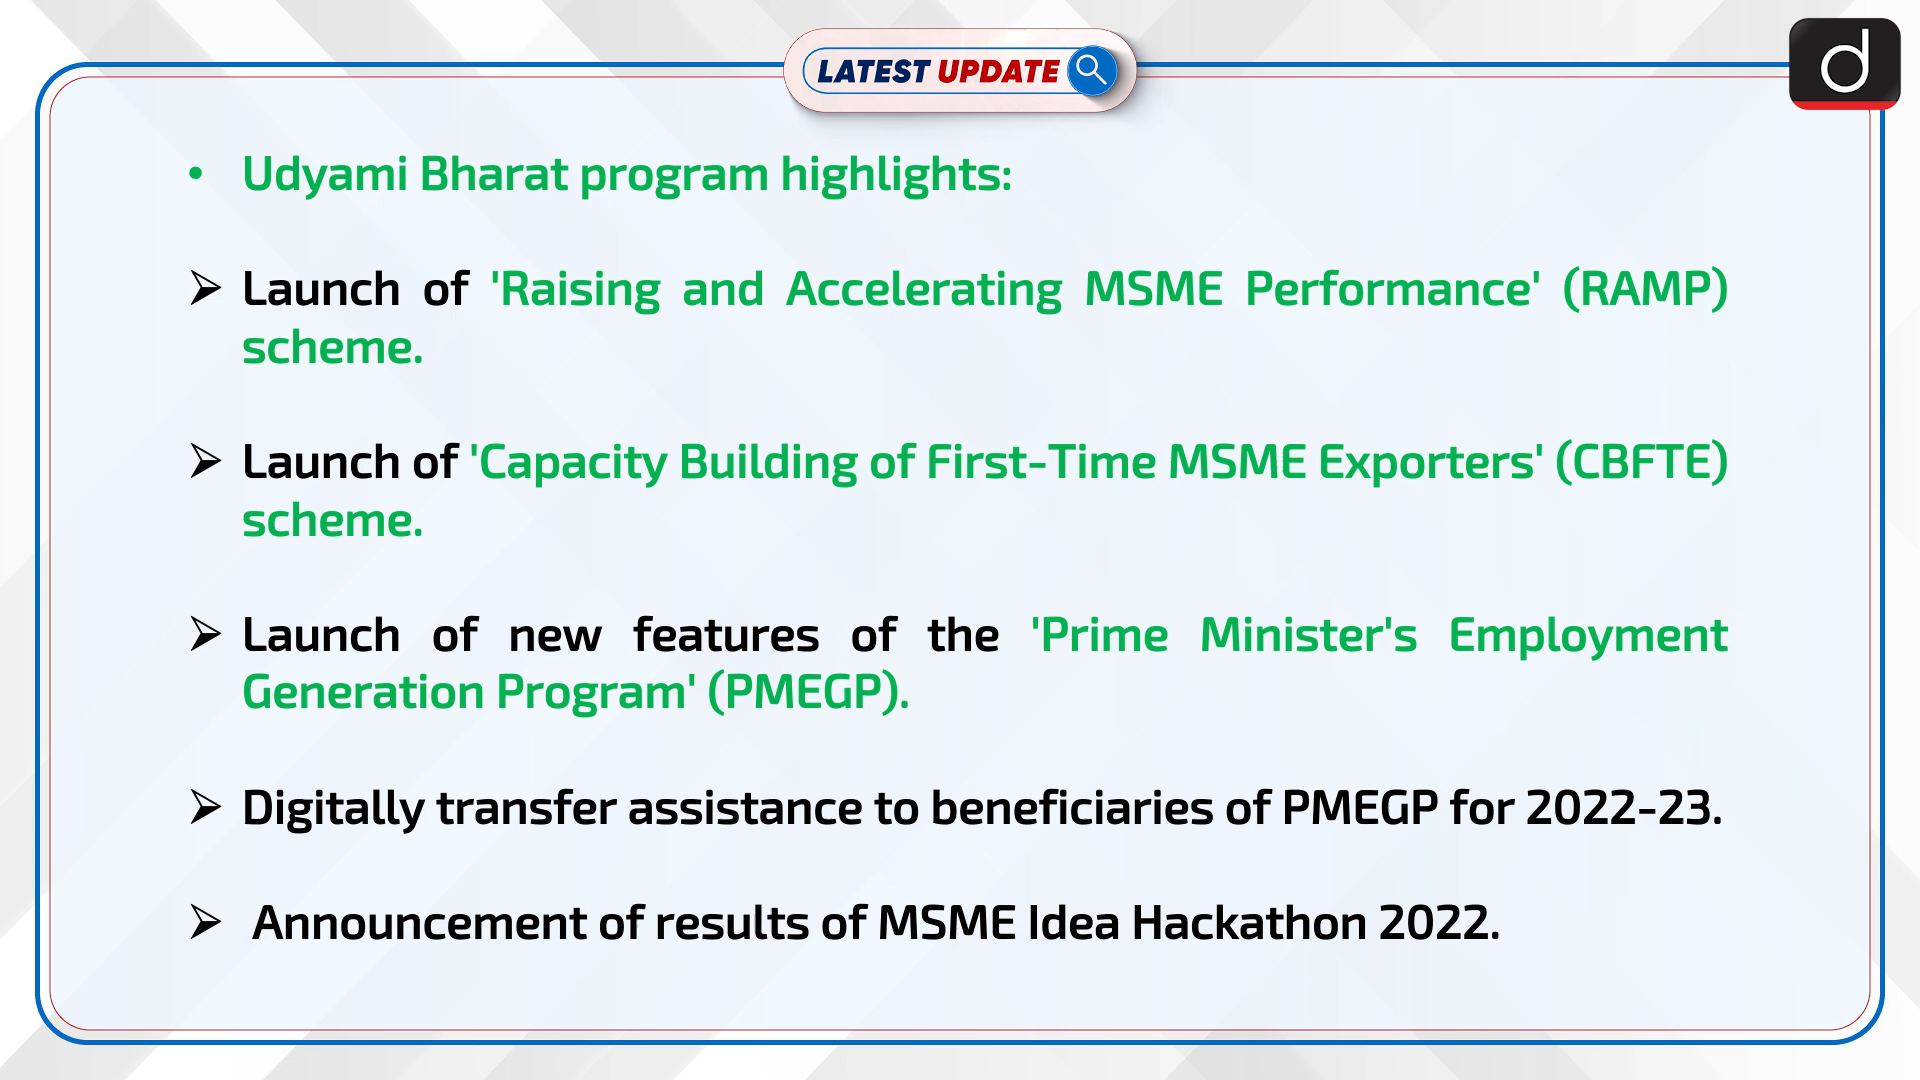 LATEST UPDATE
d
• Udyami Bharat program highlights:
➢ Launch of 'Raising and Accelerating MSME Performance' (RAMP)
scheme.
➢ Launch of 'Capacity Building of First-Time MSME Exporters' (CBFTE)
scheme.
➢ Launch of new features of the 'Prime Minister's Employment
Generation Program' (PMEGP).
➢ Digitally transfer assistance to beneficiaries of PMEGP for 2022-23.
➢ Announcement of results of MSME Idea Hackathon 2022.